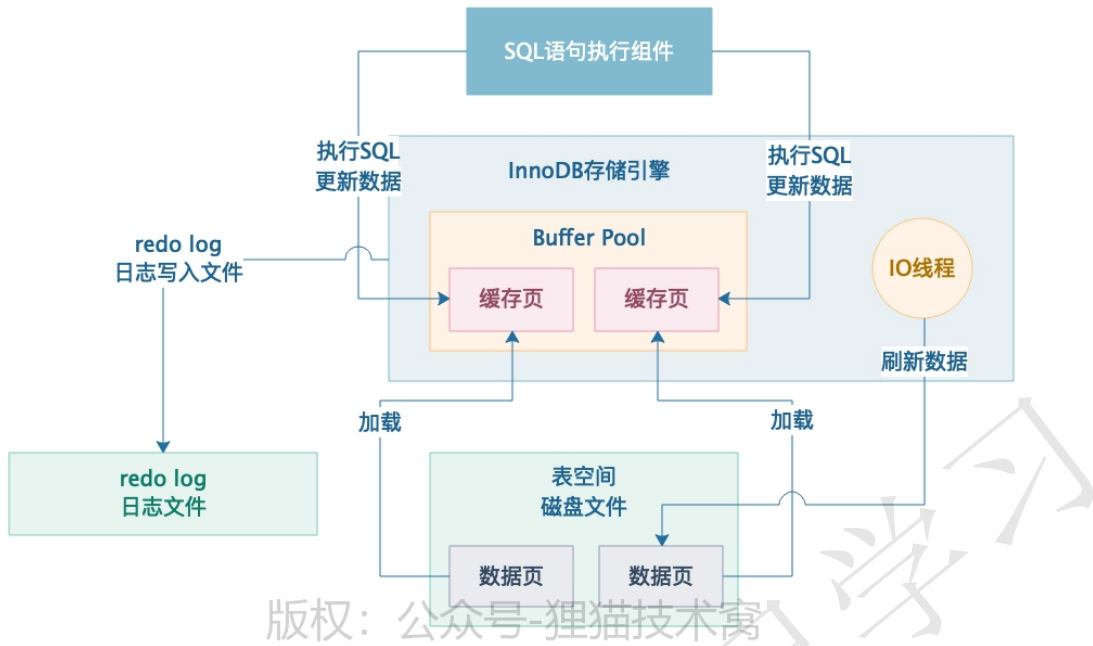 SQL语句执行组件
执行SQL
更新数据
执行SQL
更新数据
InnoDB存储引擎
Buffer Pool
redo log
日志写入文件
缓存页
缓存页
IO线程
刷新数据
加载
加载
redo log
日志文件
表空间
磁盘文件
数据页
数据页
版权：公众号-狸猫技术窝
学习